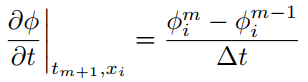 ∂ϕ/∂t |_{t_{m+1},x_i} = (ϕ_i^m − ϕ_i^{m−1})/Δt